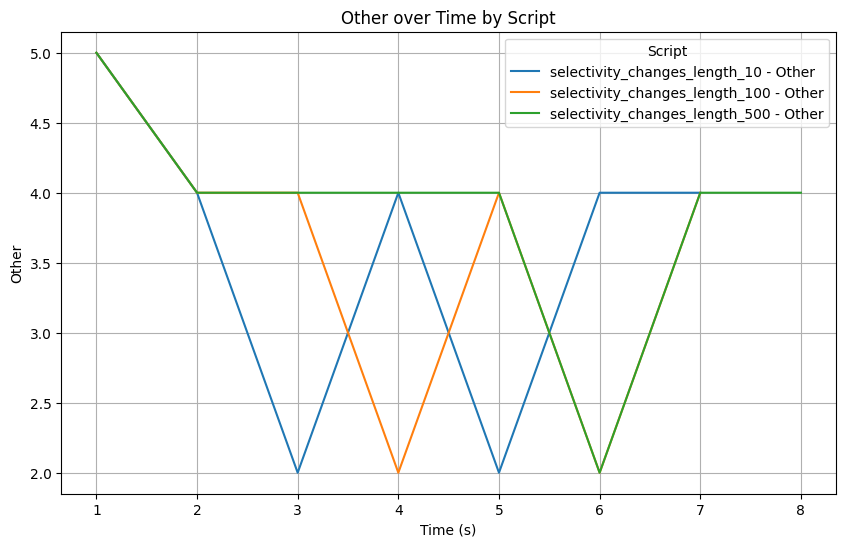 Other over Time by Script
Script
selectivity_changes_length_10 - Other
selectivity_changes_length_100 - Other
selectivity_changes_length_500 - Other
5.0
4.5
4.0
3.5
3.0
2.5
2.0
Other
1 2 3 4 5 6 7 8
Time (s)